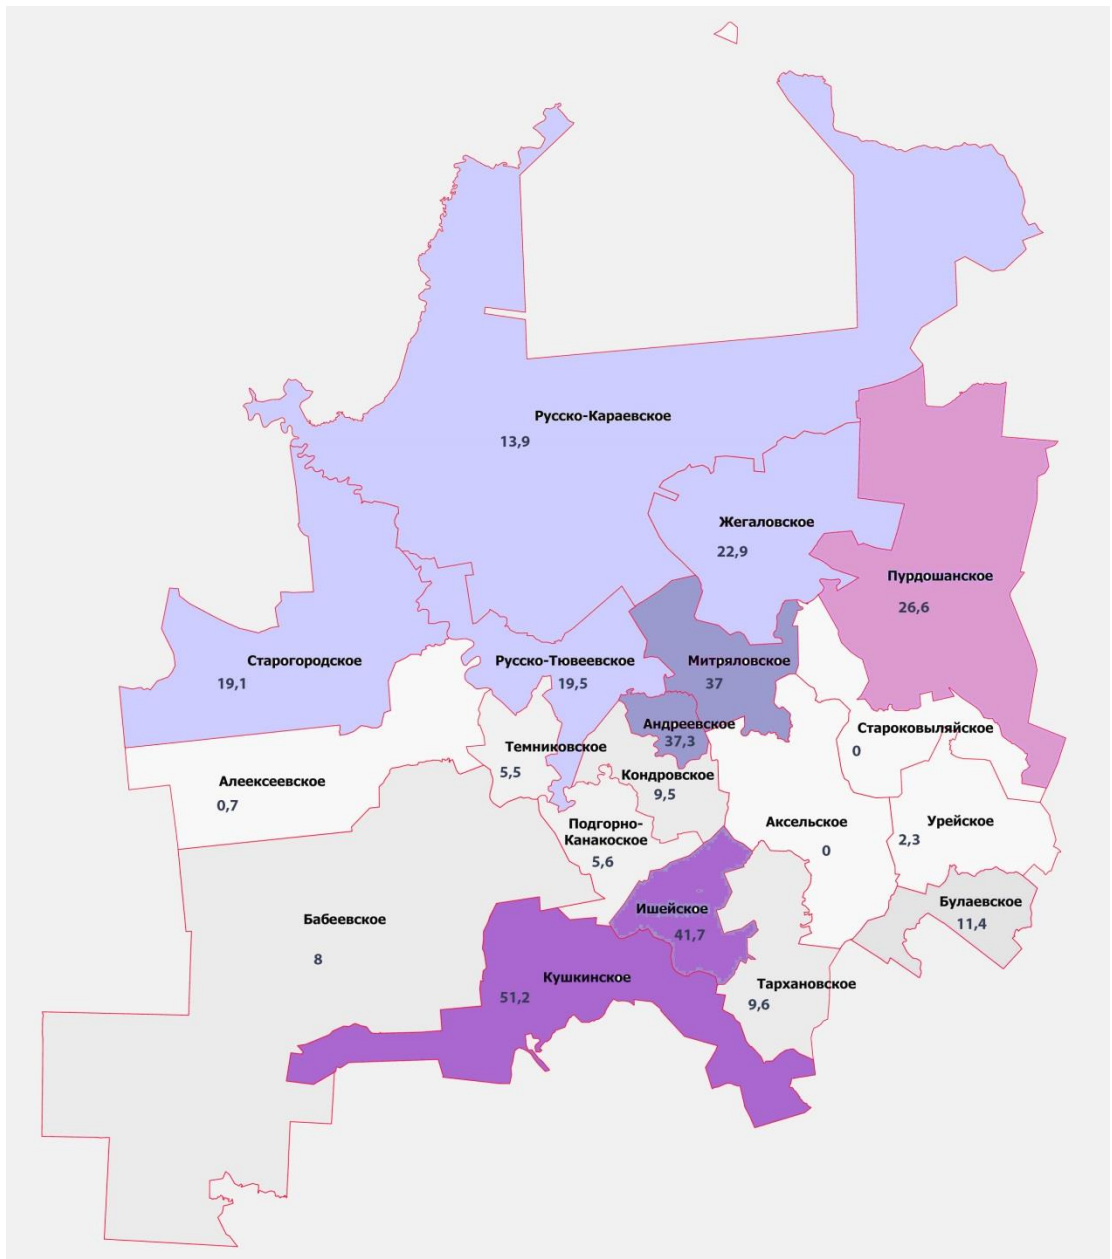 Русско-Караевское
13,9
Жегаловское
22,9
Пурдошанское
26,6
Старогородское
19,1
Русско-Тювеевское
19,5
Митряловское
37
Андреевское
37,3
Староковыляйское
0
Темниковское
5,5
Алеексеевское
0,7
Кондровское
9,5
Подгорно-
Канакоское
5,6
Аксельское
0
Урейское
2,3
Булаевское
11,4
Ишейское
41,7
Бабеевское
8
Кушкинское
51,2
Тархановское
9,6